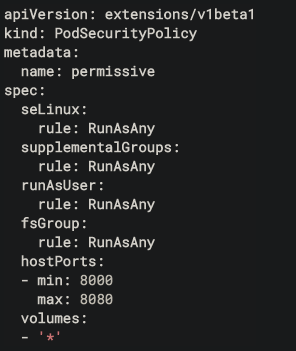 apiVersion: extensions/v1beta1
kind: PodSecurityPolicy
metadata:
  name: permissive
spec:
  seLinux:
    rule: RunAsAny
  supplementalGroups:
    rule: RunAsAny
  runAsUser:
    rule: RunAsAny
  fsGroup:
    rule: RunAsAny
  hostPorts:
  - min: 8000
    max: 8080
  volumes:
  - '*'